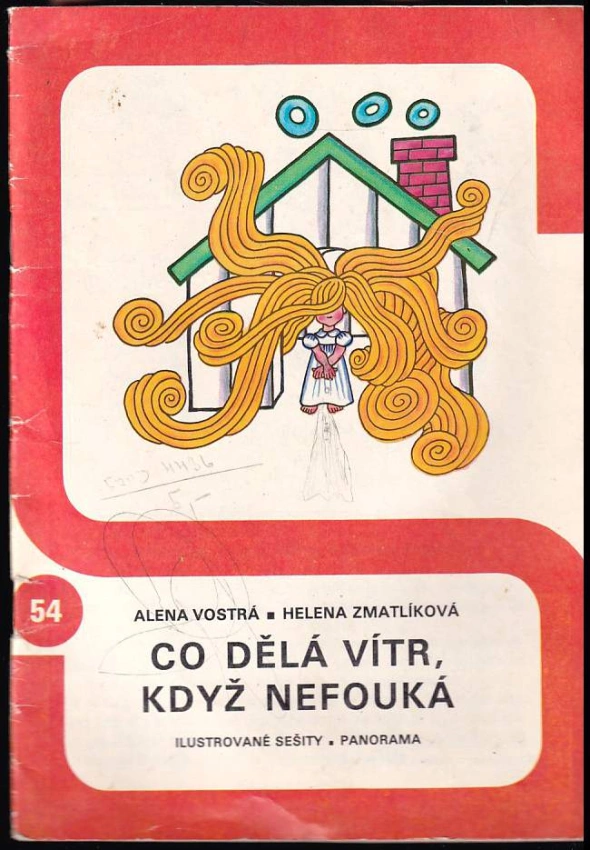 54
ALENA VOSTRÁ ■ HELENA ZMATLÍKOVÁ
CO DĚLÁ VÍTR,
KDYŽ NEFOUKÁ
ILUSTROVANÉ SEŠITY ■ PANORAMA